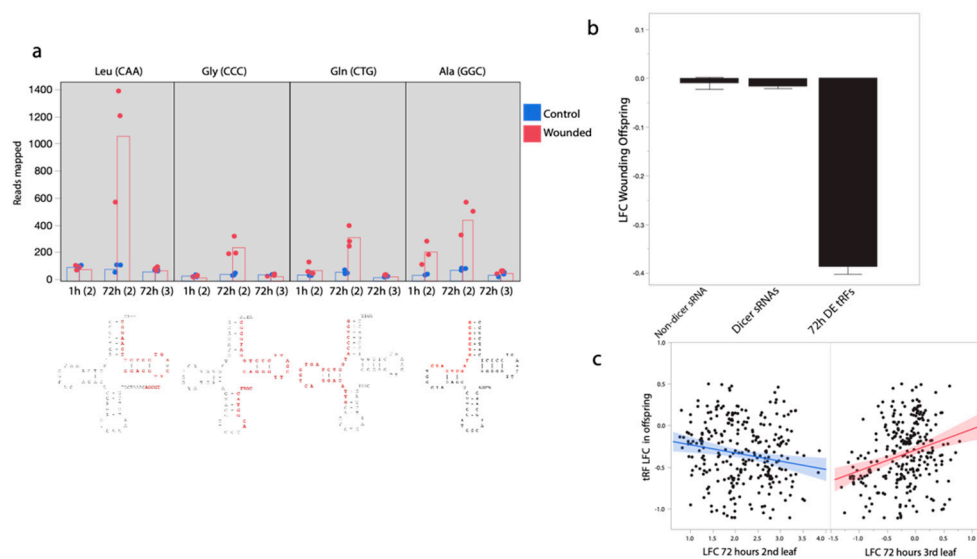 a
Leu (CAA) Gly (CCC) Gln (CTG) Ala (GGC)
Control
Wounded
Reads mapped
1400
1200
1000
800
600
400
200
0
1h (2) 72h (2) 72h (3) 1h (2) 72h (2) 72h (3) 1h (2) 72h (2) 72h (3) 1h (2) 72h (2) 72h (3)
b
LFC Wounding Offspring
0.1
0.0
-0.1
-0.2
-0.3
-0.4
Non-dicer sRNA Dicer sRNAs 72h DE tRFs
c
tRF LFC in offspring
1.0
0.5
-0.0
-0.5
-1.0
1.0 1.5 2.0 2.5 3.0 3.5 4.0 -1.5 -1.0 -0.5 0.0 0.5 1.0
LFC 72 hours 2nd leaf LFC 72 hours 3rd leaf